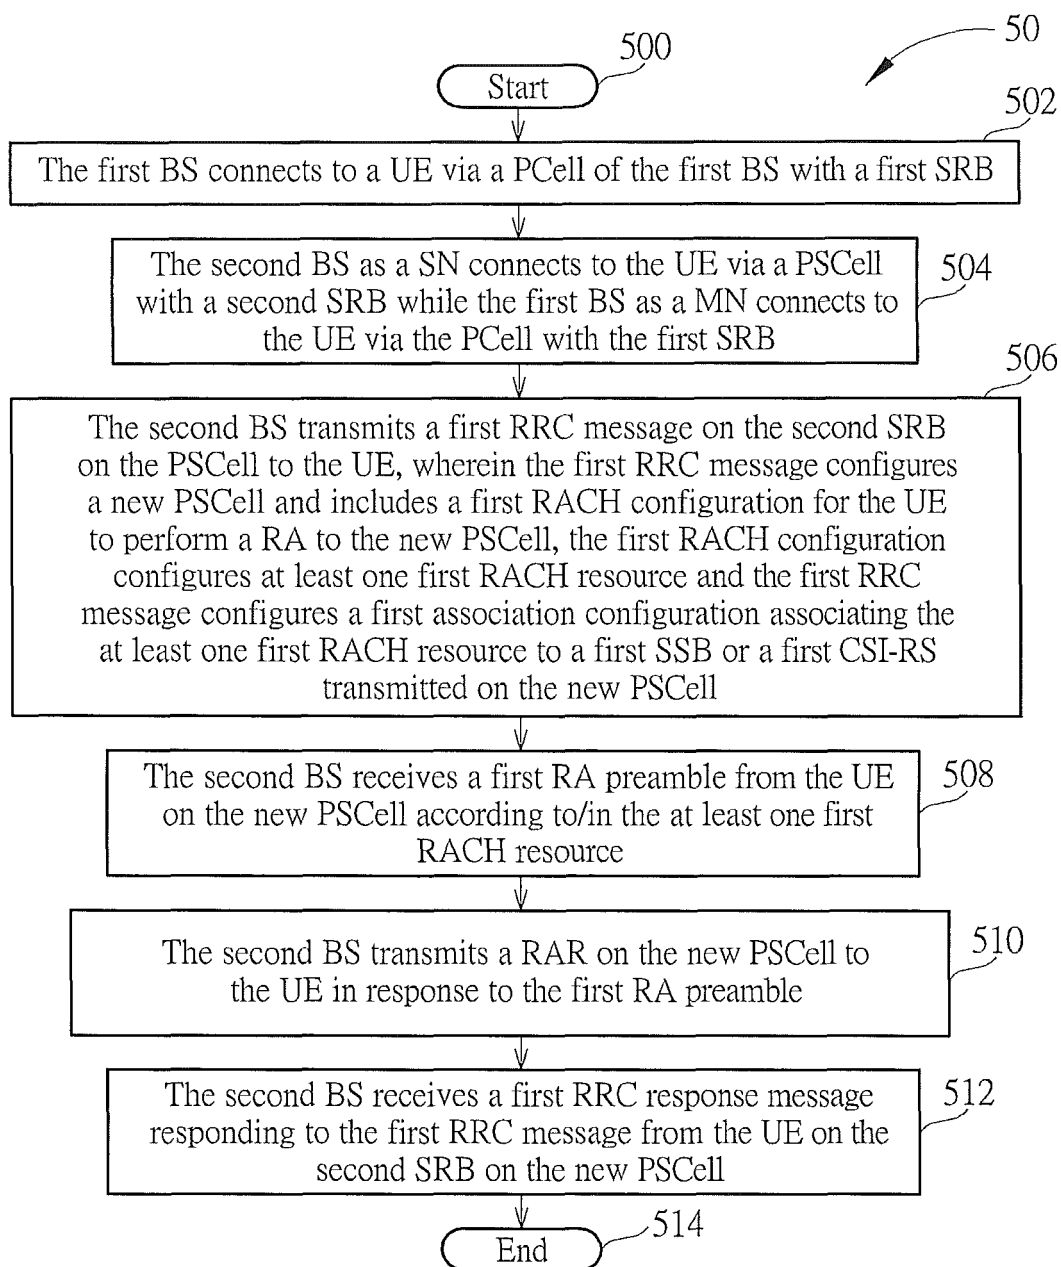 50
500
Start
502
The first BS connects to a UE via a PCell of the first BS with a first SRB
504
The second BS as a SN connects to the UE via a PSCell
with a second SRB while the first BS as a MN connects to
the UE via the PCell with the first SRB
506
The second BS transmits a first RRC message on the second SRB
on the PSCell to the UE, wherein the first RRC message configures
a new PSCell and includes a first RACH configuration for the UE
to perform a RA to the new PSCell, the first RACH configuration
configures at least one first RACH resource and the first RRC
message configures a first association configuration associating the
at least one first RACH resource to a first SSB or a first CSI-RS
transmitted on the new PSCell
508
The second BS receives a first RA preamble from the UE
on the new PSCell according to/in the at least one first
RACH resource
510
The second BS transmits a RAR on the new PSCell to
the UE in response to the first RA preamble
512
The second BS receives a first RRC response message
responding to the first RRC message from the UE on the
second SRB on the new PSCell
514
End